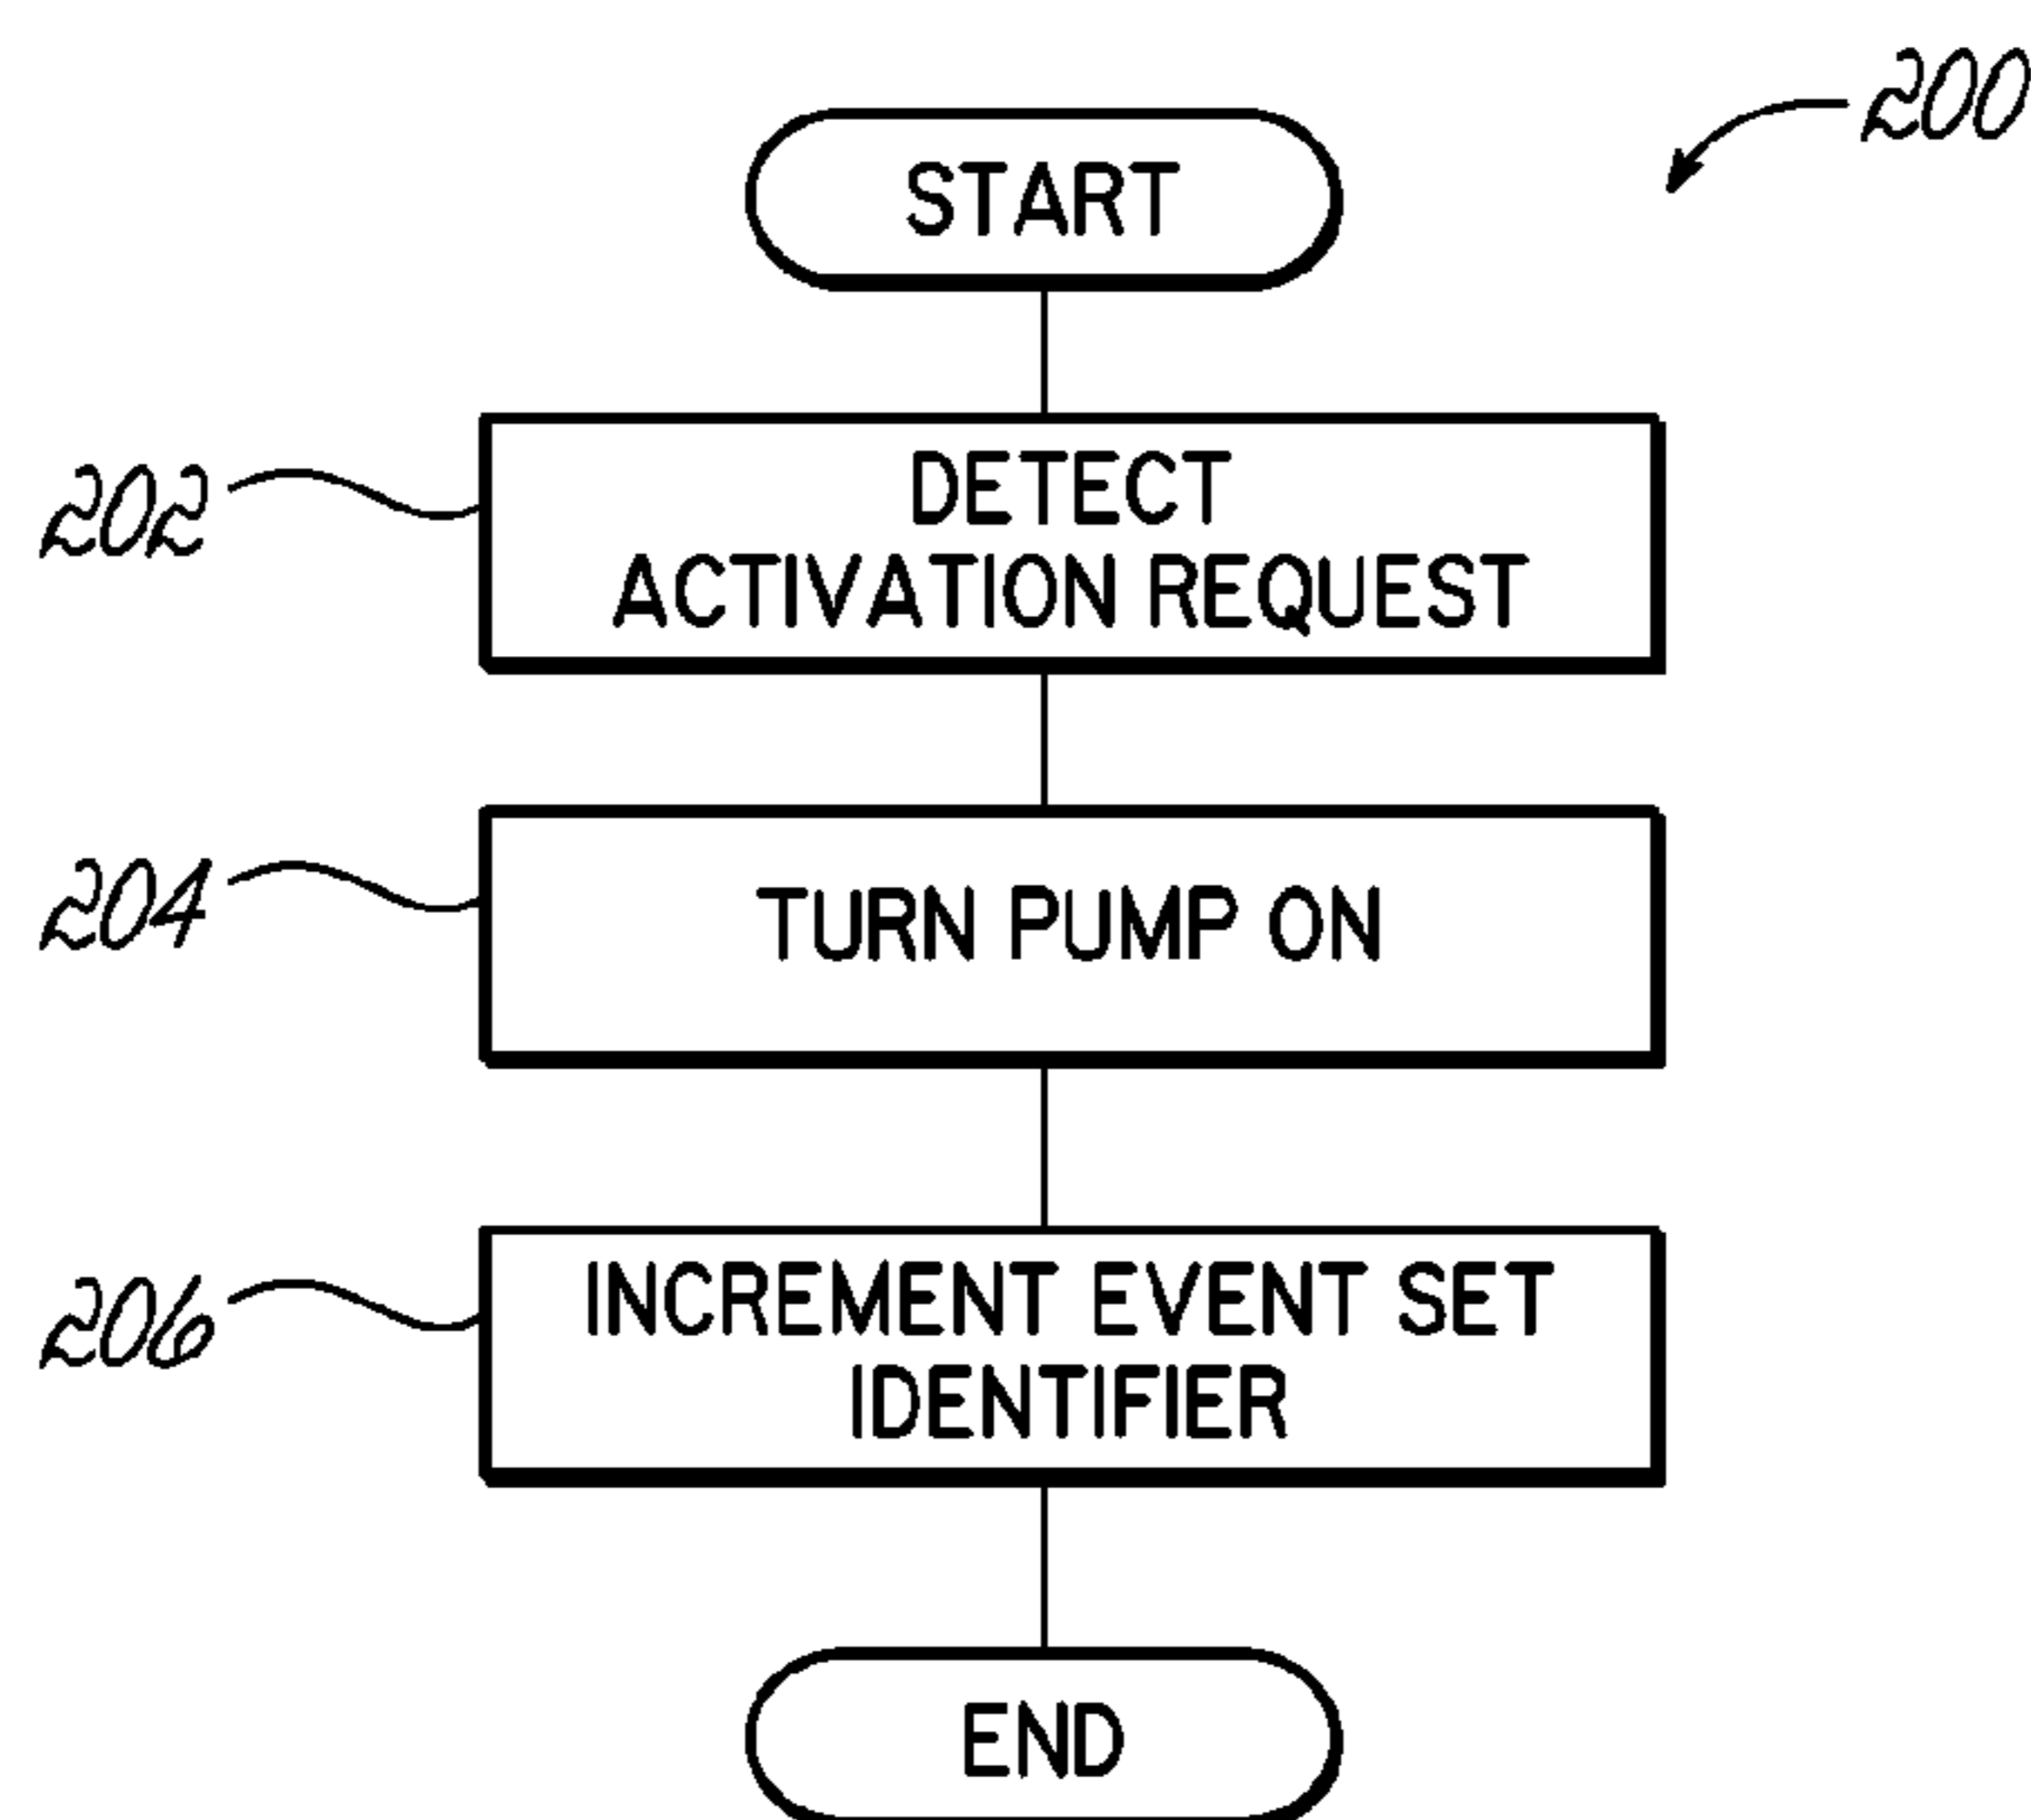 200
START
202
DETECT
ACTIVATION REQUEST
204
TURN PUMP ON
206
INCREMENT EVENT SET
IDENTIFIER
END